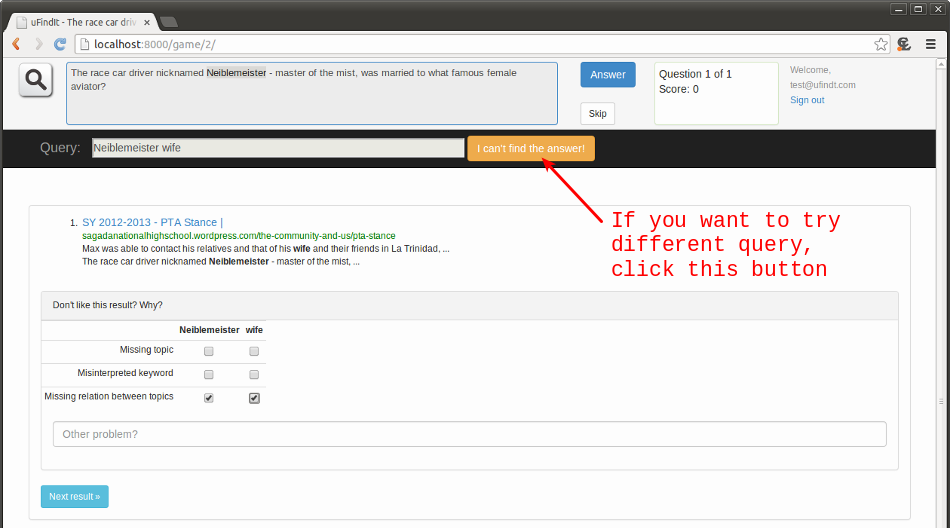 uFindIt - The race car driv
localhost:8000/game/2/
The race car driver nicknamed Neiblemeister - master of the mist, was married to what famous female
aviator?
Answer
Skip
Question 1 of 1
Score: 0
Welcome,
test@ufindt.com
Sign out
Query:
Neiblemeister wife
I can't find the answer!
If you want to try
different query,
click this button
1. SY 2012-2013 - PTA Stance |
sagadanationalhighschool.wordpress.com/the-community-and-us/pta-stance
Max was able to contact his relatives and that of his wife and their friends in La Trinidad, ...
The race car driver nicknamed Neiblemeister - master of the mist, ...
Don't like this result? Why?
Neiblemeister wife
Missing topic
Misinterpreted keyword
Missing relation between topics
Other problem?
Next result »